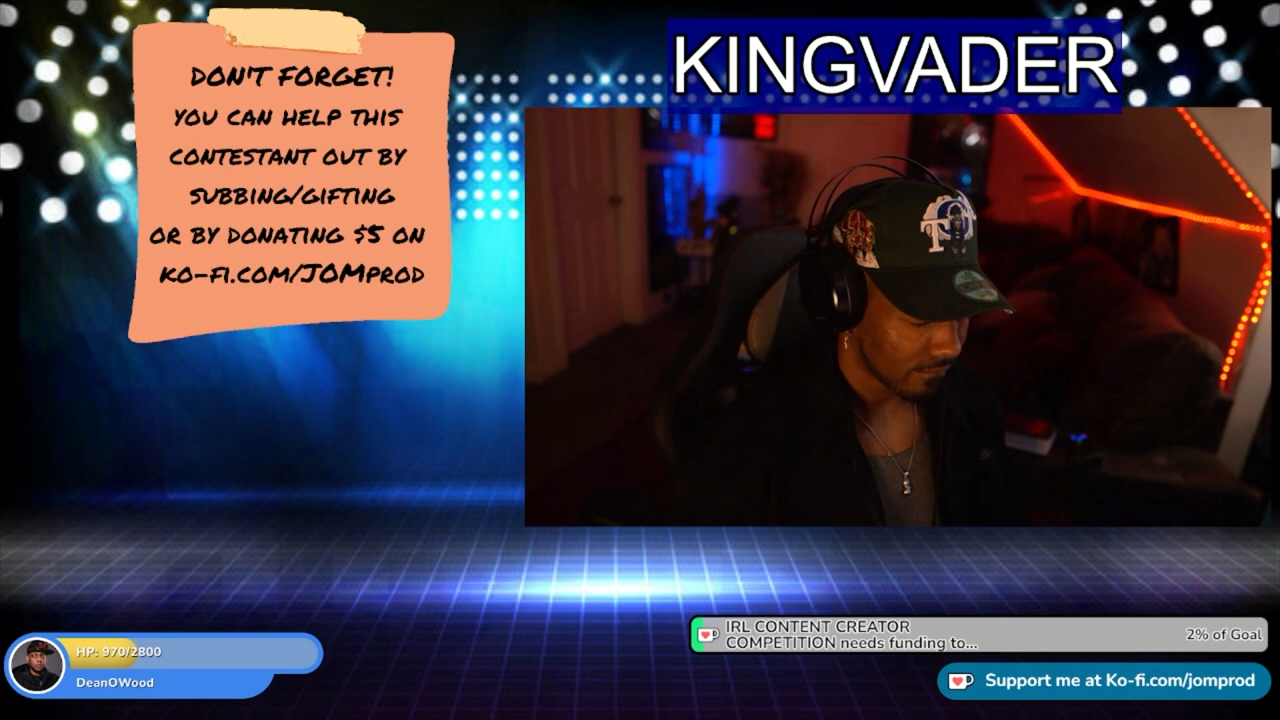 DON'T FORGET!
YOU CAN HELP THIS
CONTESTANT OUT BY
SUBBING/GIFTING
OR BY DONATING $5 ON
KO-FI.COM/JOMPROD
KINGVADER
HP: 970/2800
DeanOWood
IRL CONTENT CREATOR
COMPETITION needs funding to...
2% of Goal
Support me at Ko-fi.com/jomprod